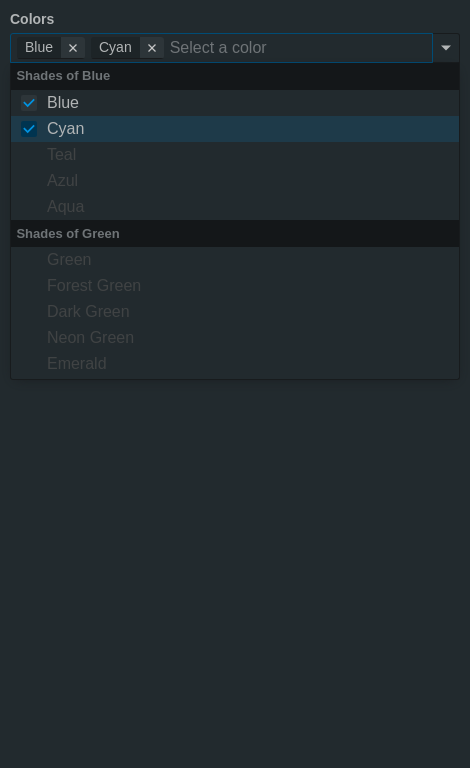 Colors
Blue Cyan Select a color
Shades of Blue
Blue
Cyan
Teal
Azul
Aqua
Shades of Green
Green
Forest Green
Dark Green
Neon Green
Emerald